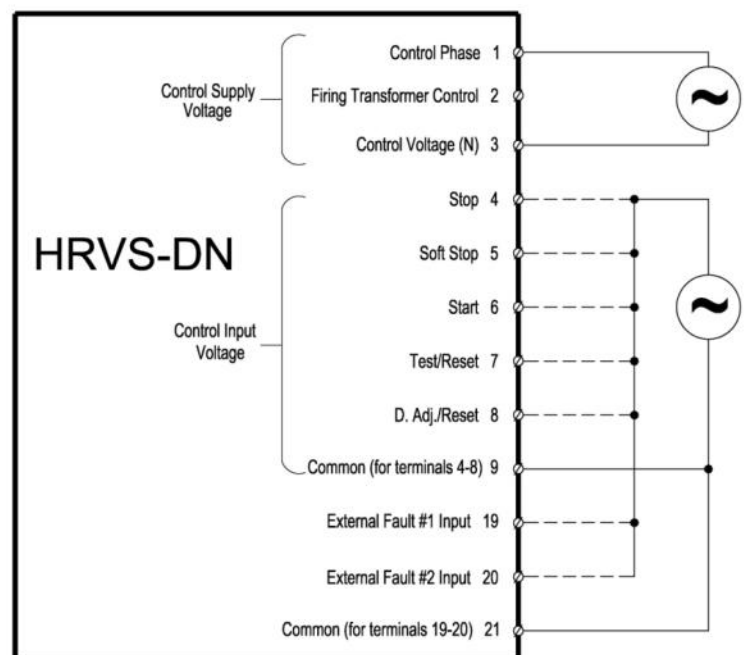 Control Phase 1
Control Supply
Voltage
Firing Transformer Control 2
Control Voltage (N) 3
HRVS-DN
Stop 4
Soft Stop 5
Start 6
Control Input
Voltage
Test/Reset 7
D. Adj./Reset 8
Common (for terminals 4-8) 9
External Fault #1 Input 19
External Fault #2 Input 20
Common (for terminals 19-20) 21